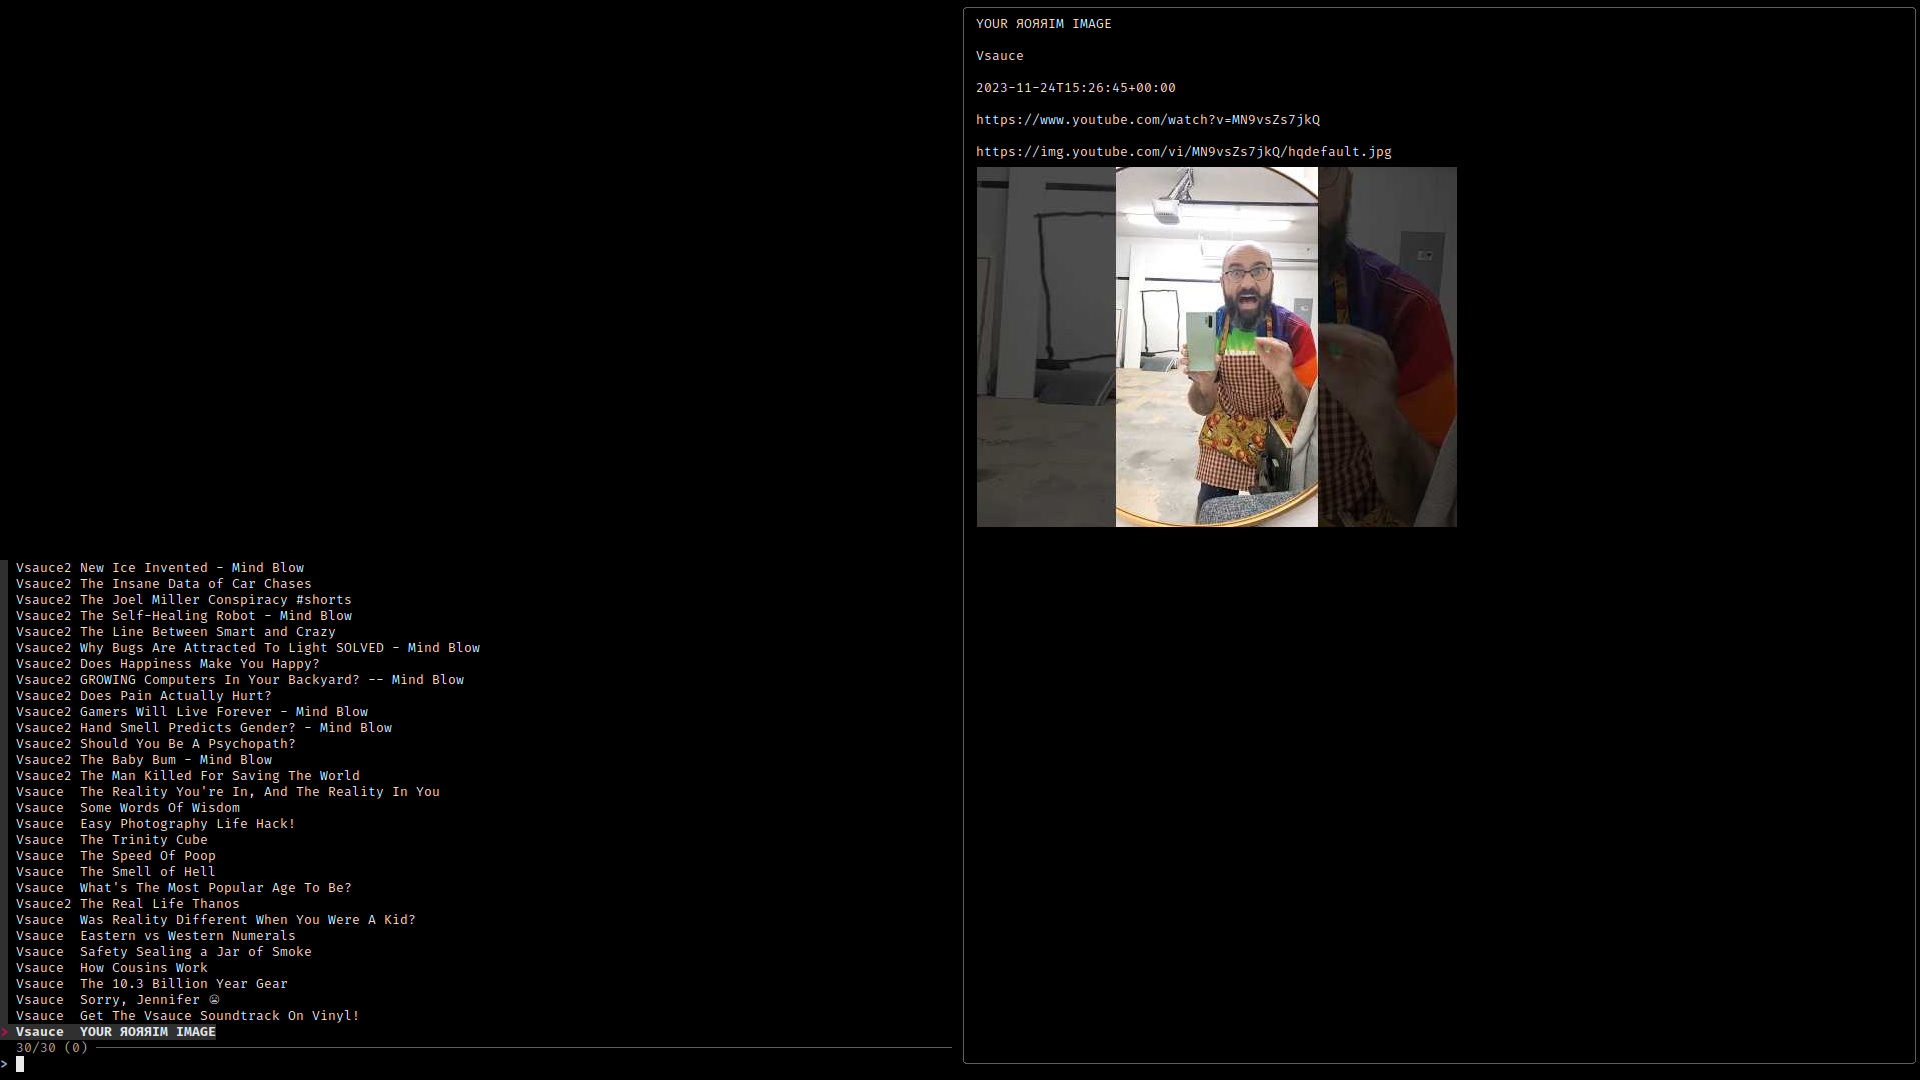 Vsauce2 New Ice Invented - Mind Blow
Vsauce2 The Insane Data of Car Chases
Vsauce2 The Joel Miller Conspiracy #shorts
Vsauce2 The Self-Healing Robot - Mind Blow
Vsauce2 The Line Between Smart and Crazy
Vsauce2 Why Bugs Are Attracted To Light SOLVED - Mind Blow
Vsauce2 Does Happiness Make You Happy?
Vsauce2 GROWING Computers In Your Backyard? -- Mind Blow
Vsauce2 Does Pain Actually Hurt?
Vsauce2 Gamers Will Live Forever - Mind Blow
Vsauce2 Hand Smell Predicts Gender? - Mind Blow
Vsauce2 Should You Be A Psychopath?
Vsauce2 The Baby Bum - Mind Blow
Vsauce2 The Man Killed For Saving The World
Vsauce The Reality You're In, And The Reality In You
Vsauce Some Words Of Wisdom
Vsauce Easy Photography Life Hack!
Vsauce The Trinity Cube
Vsauce The Speed Of Poop
Vsauce The Smell of Hell
Vsauce What's The Most Popular Age To Be?
Vsauce2 The Real Life Thanos
Vsauce Was Reality Different When You Were A Kid?
Vsauce Eastern vs Western Numerals
Vsauce Safety Sealing a Jar of Smoke
Vsauce How Cousins Work
Vsauce The 10.3 Billion Year Gear
Vsauce Sorry, Jennifer 😬
Vsauce Get The Vsauce Soundtrack On Vinyl!
> Vsauce YOUR ЯOЯЯIM IMAGE
30/30 (0)
>
YOUR ЯOЯЯIM IMAGE
Vsauce
2023-11-24T15:26:45+00:00
https://www.youtube.com/watch?v=MN9vsZs7jkQ
https://img.youtube.com/vi/MN9vsZs7jkQ/hqdefault.jpg